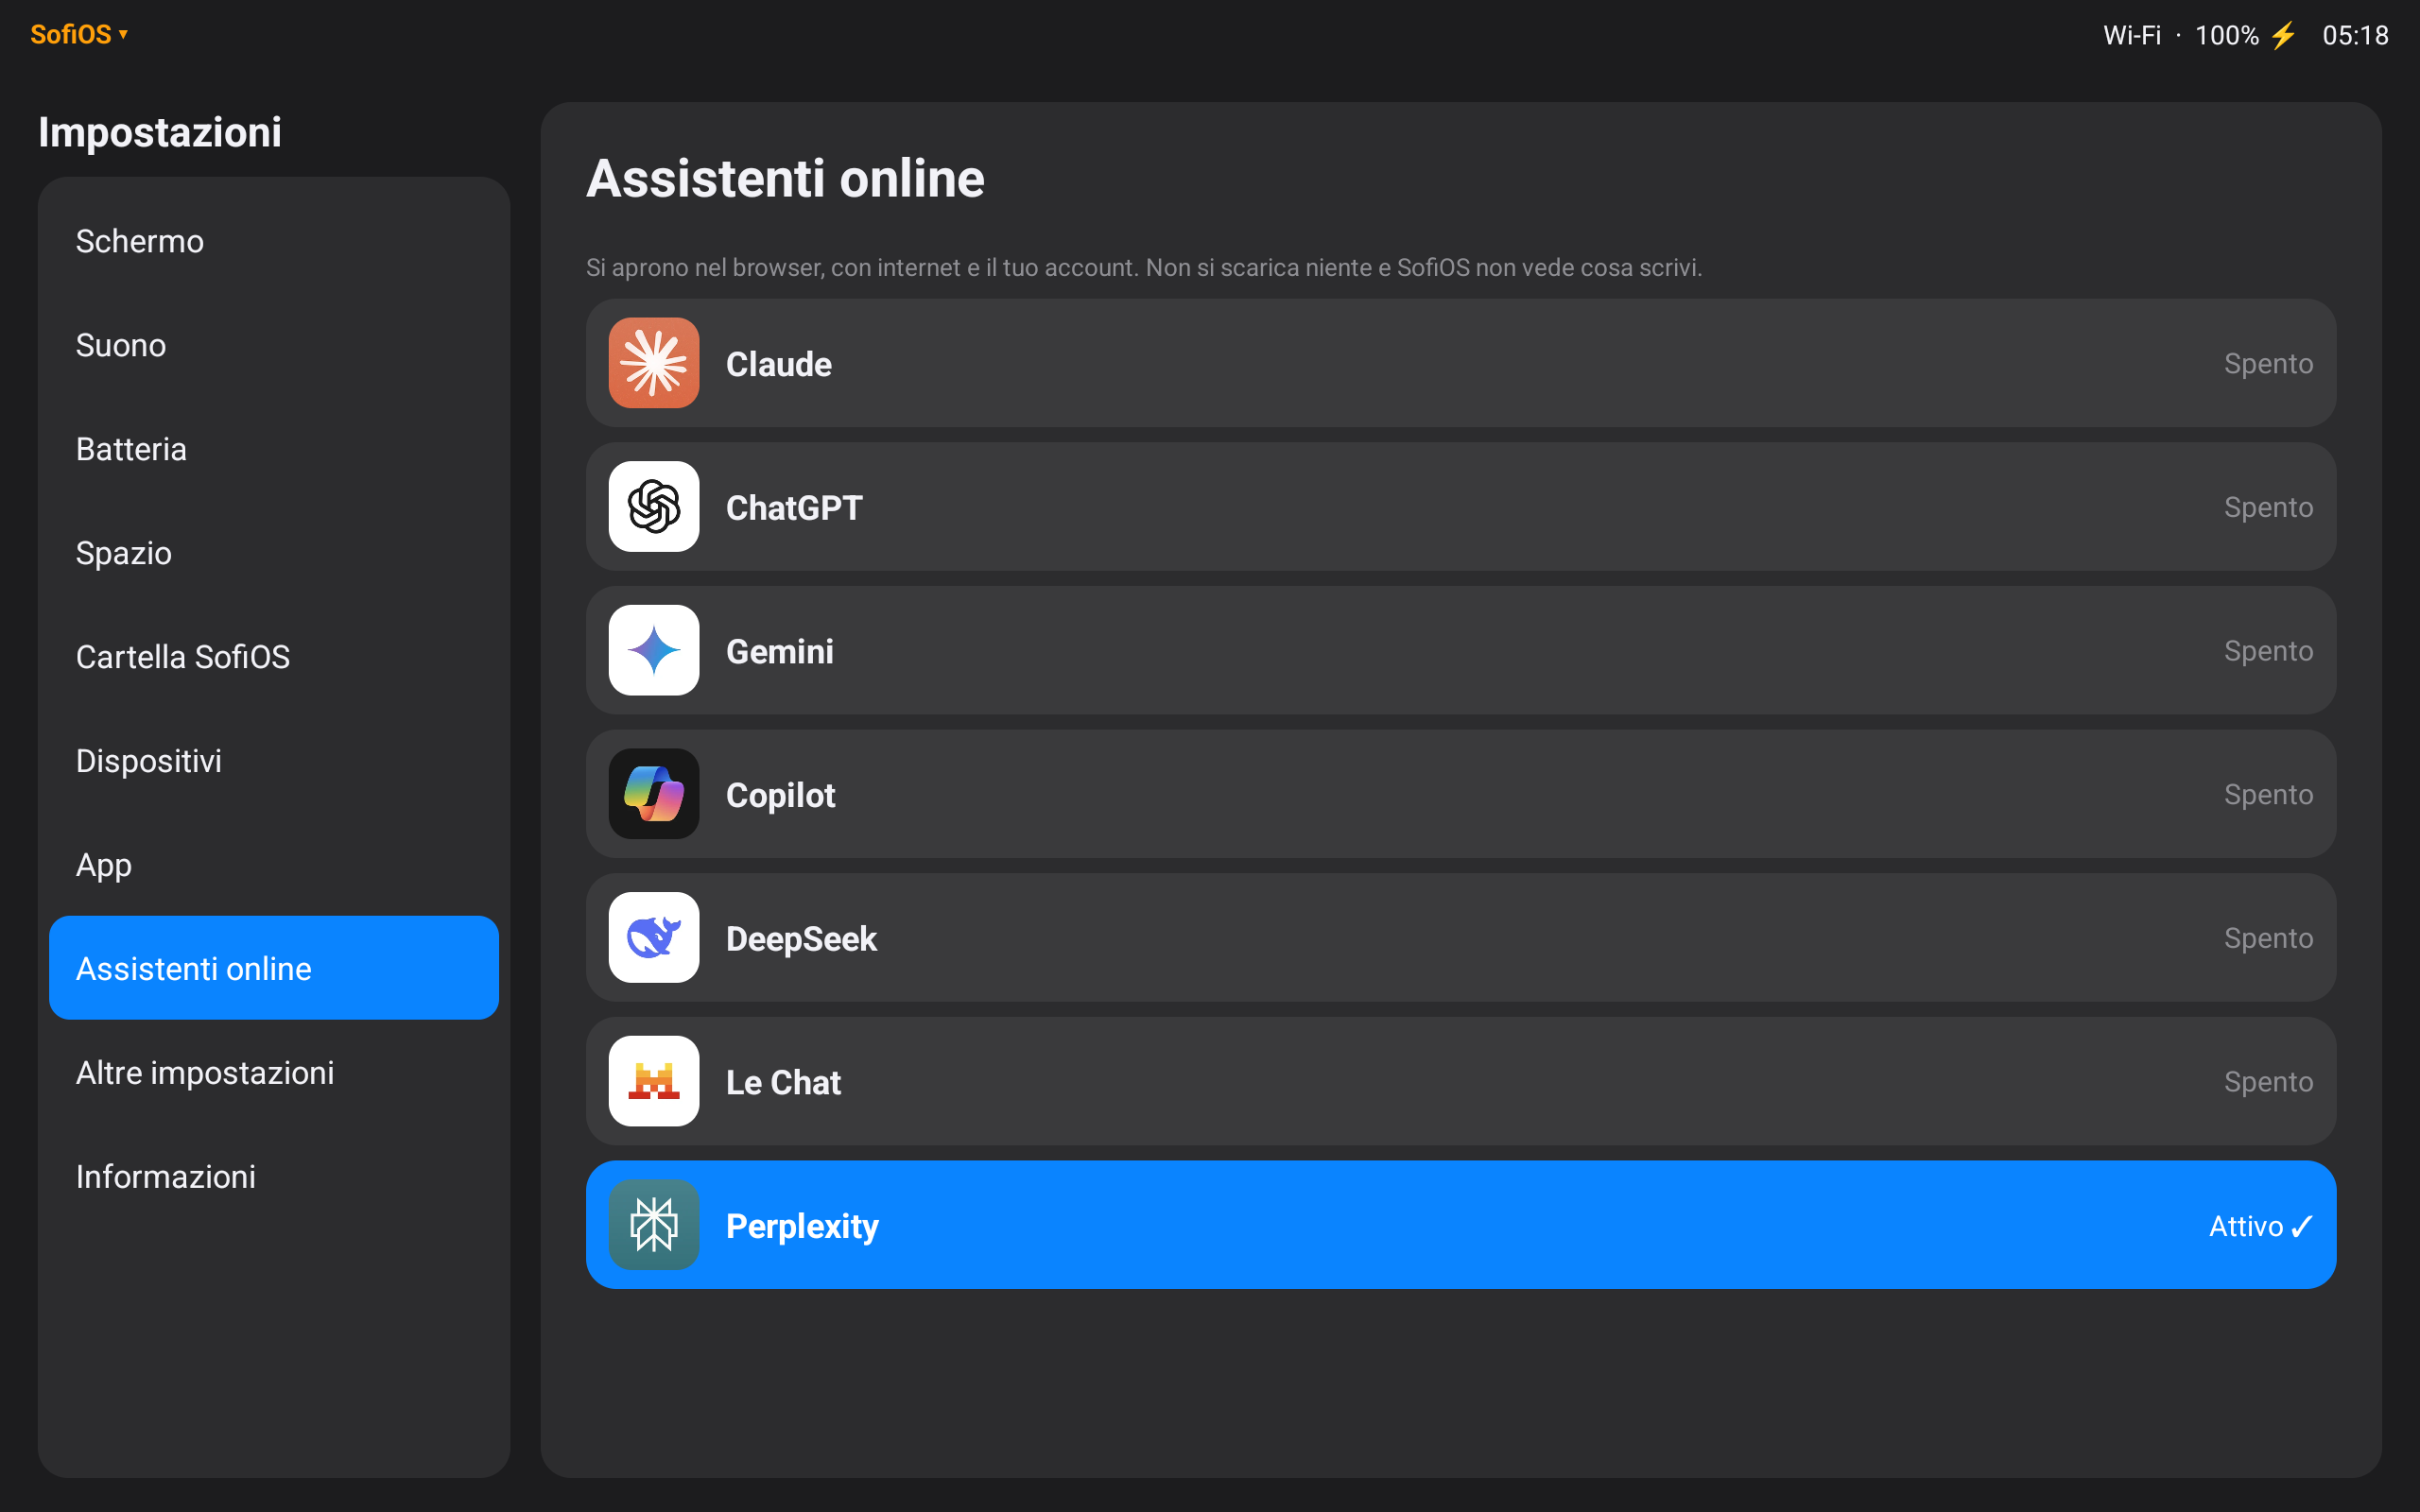 SofiOS ▾
Wi-Fi · 100% ⚡ 05:18
Impostazioni
Schermo
Suono
Batteria
Spazio
Cartella SofiOS
Dispositivi
App
Assistenti online
Altre impostazioni
Informazioni
Assistenti online
Si aprono nel browser, con internet e il tuo account. Non si scarica niente e SofiOS non vede cosa scrivi.
Claude Spento
ChatGPT Spento
Gemini Spento
Copilot Spento
DeepSeek Spento
Le Chat Spento
Perplexity Attivo ✓